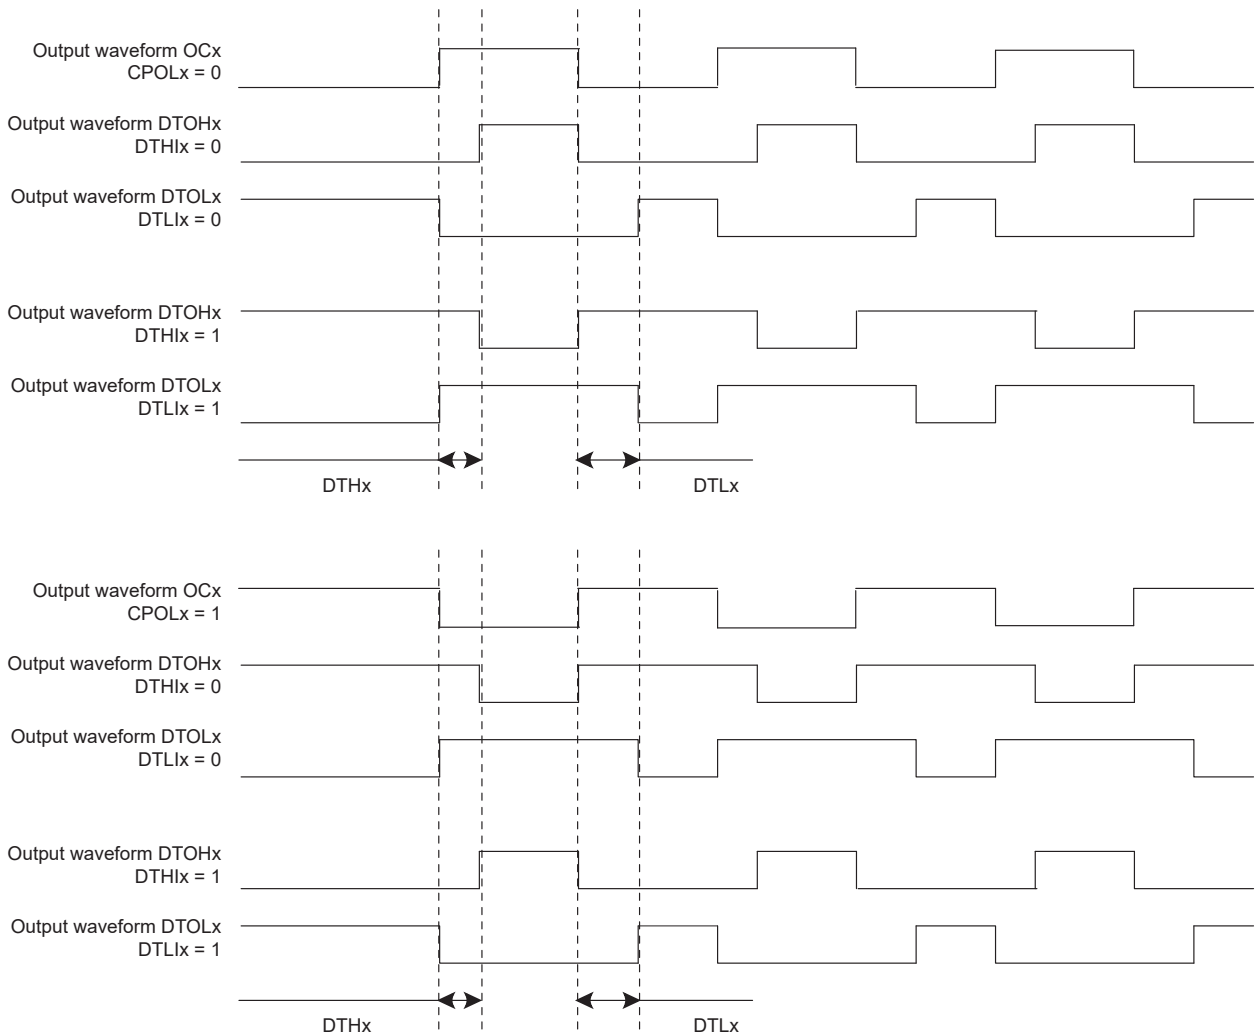 Output waveform OCx
CPOLx = 0
Output waveform DTOHx
DTHIx = 0
Output waveform DTOLx
DTLIx = 0
Output waveform DTOHx
DTHIx = 1
Output waveform DTOLx
DTLIx = 1
DTHx
DTLx
Output waveform OCx
CPOLx = 1
Output waveform DTOHx
DTHIx = 0
Output waveform DTOLx
DTLIx = 0
Output waveform DTOHx
DTHIx = 1
Output waveform DTOLx
DTLIx = 1
DTHx
DTLx